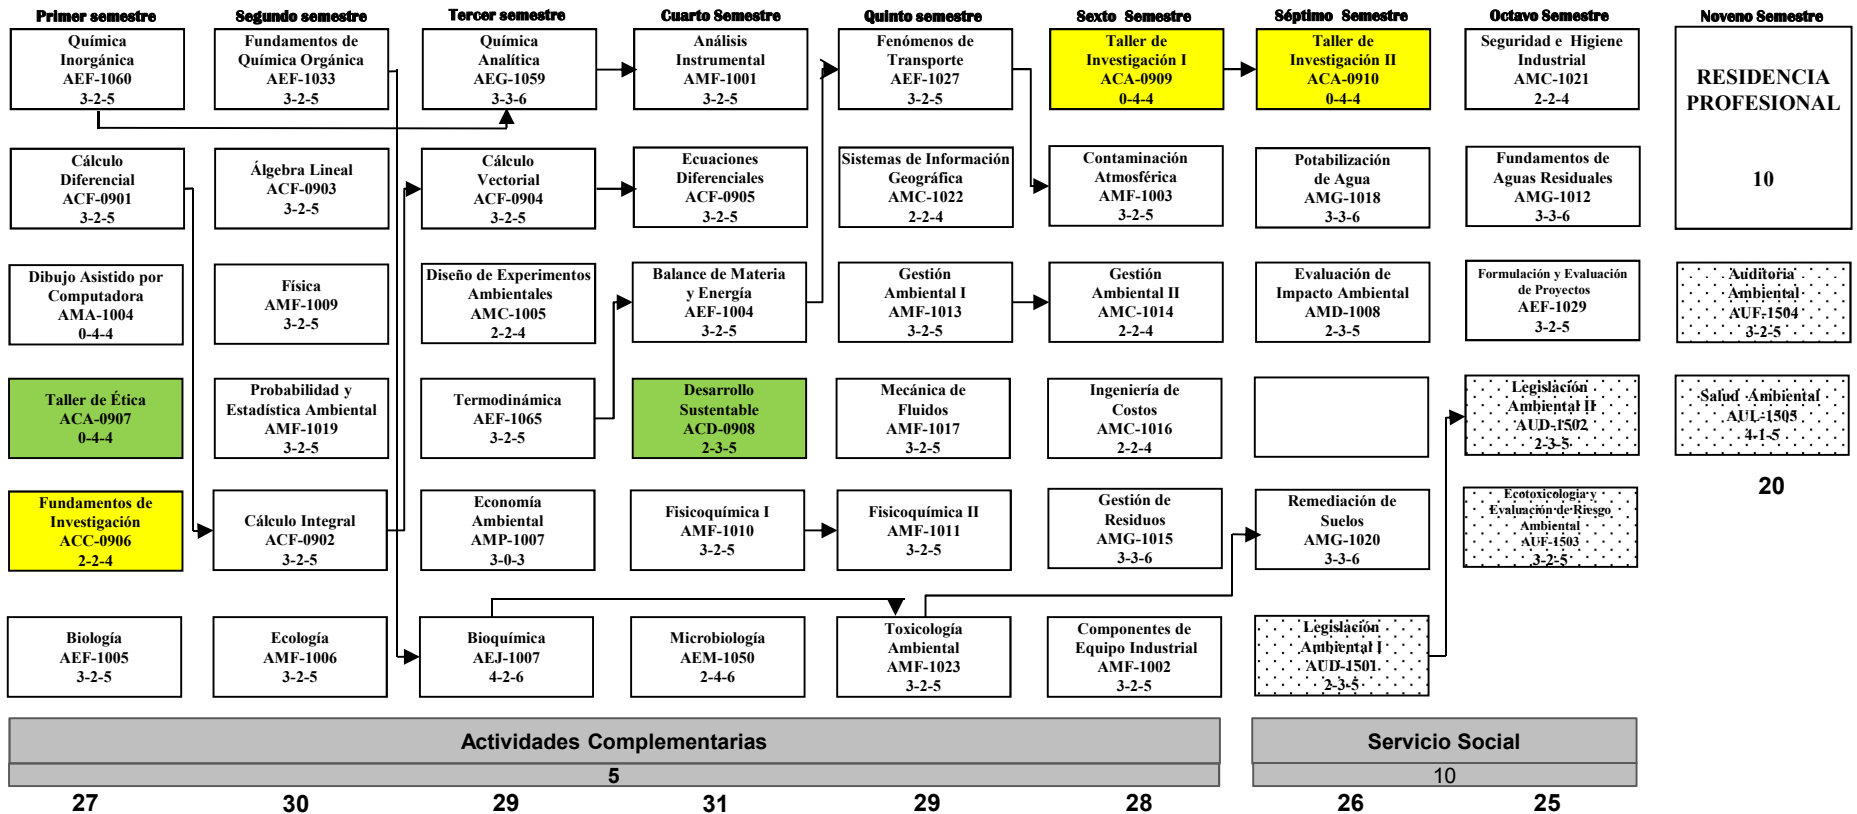 Primer semestre
Segundo semestre
Tercer semestre
Cuarto Semestre
Quinto semestre
Sexto Semestre
Séptimo Semestre
Octavo Semestre
Noveno Semestre
Química
Inorgánica
AEF-1060
3-2-5
Fundamentos de
Química Orgánica
AEF-1033
3-2-5
Química
Analítica
AEG-1059
3-3-6
Análisis
Instrumental
AMF-1001
3-2-5
Fenómenos de
Transporte
AEF-1027
3-2-5
Taller de
Investigación I
ACA-0909
0-4-4
Taller de
Investigación II
ACA-0910
0-4-4
Seguridad e Higiene
Industrial
AMC-1021
2-2-4
RESIDENCIA
PROFESIONAL
10
Cálculo
Diferencial
ACF-0901
3-2-5
Álgebra Lineal
ACF-0903
3-2-5
Cálculo
Vectorial
ACF-0904
3-2-5
Ecuaciones
Diferenciales
ACF-0905
3-2-5
Sistemas de Información
Geográfica
AMC-1022
2-2-4
Contaminación
Atmosférica
AMF-1003
3-2-5
Potabilización
de Agua
AMG-1018
3-3-6
Fundamentos de
Aguas Residuales
AMG-1012
3-3-6
Dibujo Asistido por
Computadora
AMA-1004
0-4-4
Física
AMF-1009
3-2-5
Diseño de Experimentos
Ambientales
AMC-1005
2-2-4
Balance de Materia
y Energía
AEF-1004
3-2-5
Gestión
Ambiental I
AMF-1013
3-2-5
Gestión
Ambiental II
AMC-1014
2-2-4
Evaluación de
Impacto Ambiental
AMD-1008
2-3-5
Formulación y Evaluación
de Proyectos
AEF-1029
3-2-5
Auditoria
Ambiental
AUF-1504
3-2-5
Taller de Ética
ACA-0907
0-4-4
Probabilidad y
Estadística Ambiental
AMF-1019
3-2-5
Termodinámica
AEF-1065
3-2-5
Desarrollo
Sustentable
ACD-0908
2-3-5
Mecánica de
Fluidos
AMF-1017
3-2-5
Ingeniería de
Costos
AMC-1016
2-2-4
Legislación
Ambiental II
AUD-1502
2-3-5
Salud Ambiental
AUL-1505
4-1-5
Fundamentos de
Investigación
ACC-0906
2-2-4
Cálculo Integral
ACF-0902
3-2-5
Economía
Ambiental
AMP-1007
3-0-3
Fisicoquímica I
AMF-1010
3-2-5
Fisicoquímica II
AMF-1011
3-2-5
Gestión de
Residuos
AMG-1015
3-3-6
Remediación de
Suelos
AMG-1020
3-3-6
Ecotoxicología y
Evaluación de Riesgo
Ambiental
AUF-1503
3-2-5
20
Biología
AEF-1005
3-2-5
Ecología
AMF-1006
3-2-5
Bioquímica
AEJ-1007
4-2-6
Microbiología
AEM-1050
2-4-6
Toxicología
Ambiental
AMF-1023
3-2-5
Componentes de
Equipo Industrial
AMF-1002
3-2-5
Legislación
Ambiental I
AUD-1501
2-3-5
Actividades Complementarias
5
Servicio Social
10
27
30
29
31
29
28
26
25